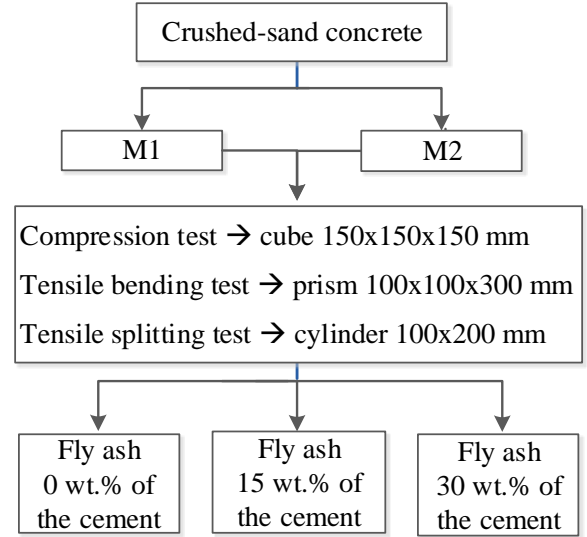 Crushed-sand concrete
M1
M2
Compression test → cube 150x150x150 mm
Tensile bending test → prism 100x100x300 mm
Tensile splitting test → cylinder 100x200 mm
Fly ash
0 wt.% of
the cement
Fly ash
15 wt.% of
the cement
Fly ash
30 wt.% of
the cement